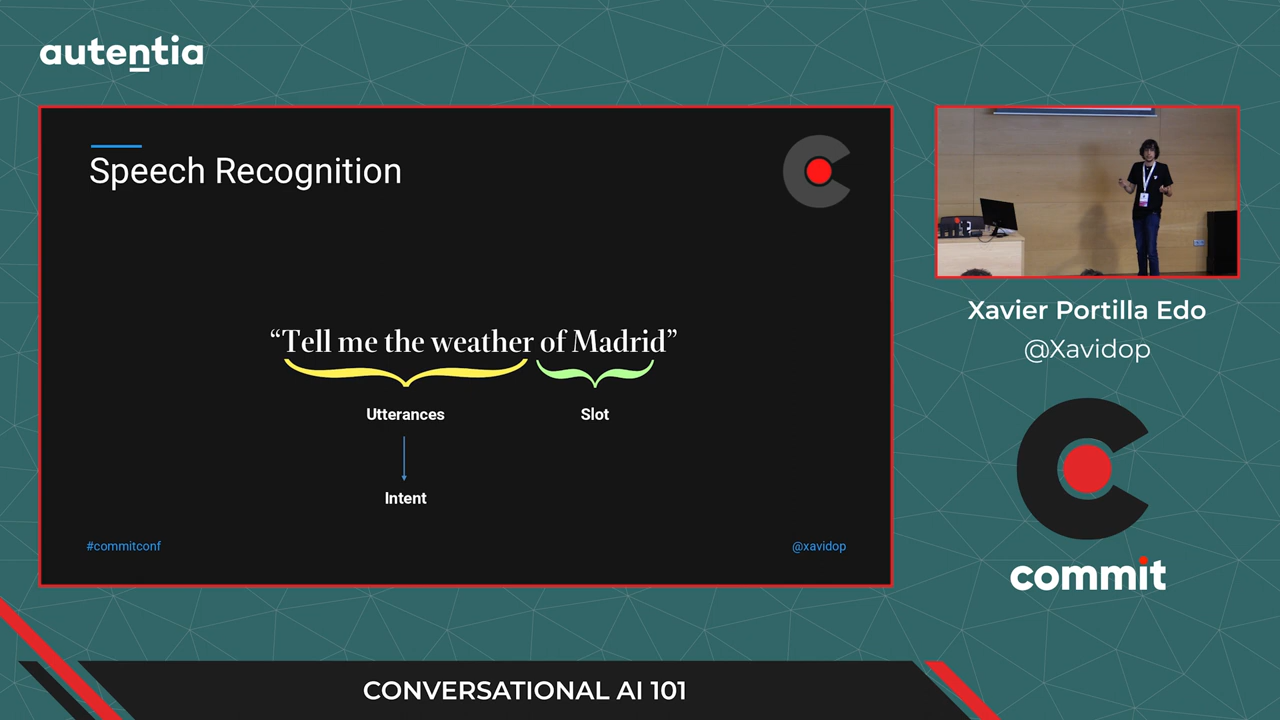 autentia
Speech Recognition
“Tell me the weather of Madrid”
Utterances
Slot
Intent
#commitconf
@xavidop
Xavier Portilla Edo
@Xavidop
commit
CONVERSATIONAL AI 101